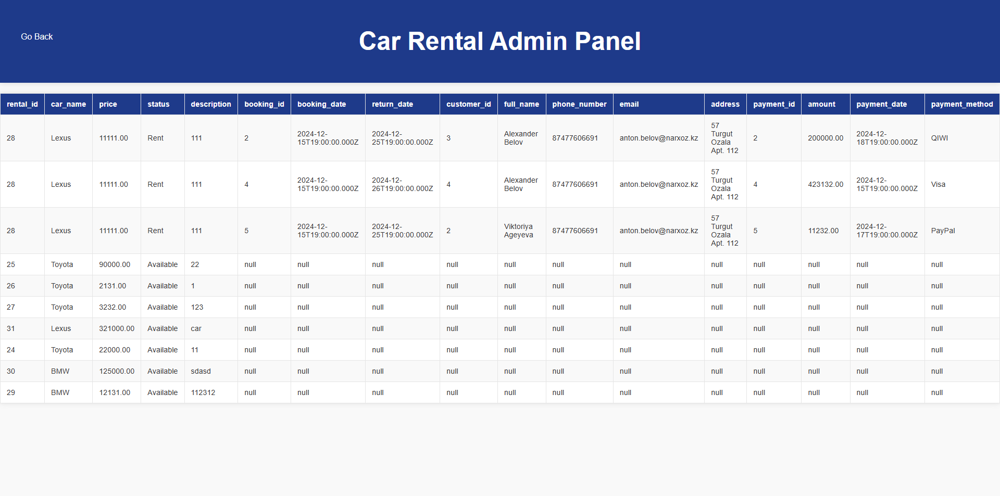 Go Back
Car Rental Admin Panel
rental_id car_name price status description booking_id booking_date return_date customer_id full_name phone_number email address payment_id amount payment_date payment_method
28 Lexus 11111.00 Rent 111 2 2024-12-15T19:00:00.000Z 2024-12-25T19:00:00.000Z 3 Alexander Belov 87477606691 anton.belov@narxoz.kz 57 Turgut Ozala Apt. 112 2 200000.00 2024-12-18T19:00:00.000Z QIWI
28 Lexus 11111.00 Rent 111 4 2024-12-15T19:00:00.000Z 2024-12-26T19:00:00.000Z 4 Alexander Belov 87477606691 anton.belov@narxoz.kz 57 Turgut Ozala Apt. 112 4 423132.00 2024-12-15T19:00:00.000Z Visa
28 Lexus 11111.00 Rent 111 5 2024-12-15T19:00:00.000Z 2024-12-25T19:00:00.000Z 2 Viktoriya Ageyeva 87477606691 anton.belov@narxoz.kz 57 Turgut Ozala Apt. 112 5 11232.00 2024-12-17T19:00:00.000Z PayPal
25 Toyota 90000.00 Available 22 null null null null null null null null null null null null
26 Toyota 2131.00 Available 1 null null null null null null null null null null null null
27 Toyota 3232.00 Available 123 null null null null null null null null null null null null
31 Lexus 321000.00 Available car null null null null null null null null null null null null
24 Toyota 22000.00 Available 11 null null null null null null null null null null null null
30 BMW 125000.00 Available sdasd null null null null null null null null null null null null
29 BMW 12131.00 Available 112312 null null null null null null null null null null null null